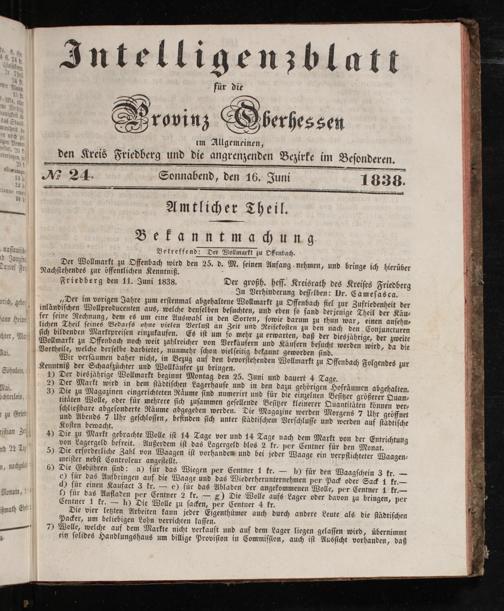 Intelligenzblatt
für die
Provinz Oberhessen
im Allgemeinen,
den Kreis Friedberg und die angrenzenden Bezirke im Besonderen.
№ 24. Sonnabend, den 16. Juni 1838.
Amtlicher Theil.
Bekanntmachung
Betreffend: Der Wollmarkt zu Offenbach.
Der Wollmarkt zu Offenbach wird den 25. d. M. seinen Anfang nehmen, und bringe ich hierüber
Nachstehendes zur öffentlichen Kenntniß.
Friedberg den 11. Juni 1838. Der großh. hess. Kreisrath des Kreises Friedberg
In Verhinderung desselben: Dr. Camesasca.
„Der im vorigen Jahre zum erstenmal abgehaltene Wollmarkt zu Offenbach fiel zur Zufriedenheit der
inländischen Wollproducenten aus, welche denselben besuchten, und eben so fand derjenige Theil der Käu-
fer seine Rechnung, dem es um eine Auswahl in den Sorten, sowie darum zu thun war, einen ansehn-
lichen Theil seines Bedarfs ohne vielen Verlust an Zeit und Reisekosten zu den nach den Conjuncturen
sich bildenden Marktpreisen einzukaufen. Es ist um so mehr zu erwarten, daß der diesjährige, der zweite
Wollmarkt zu Offenbach noch weit zahlreicher von Verkäufern und Käufern besucht werden wird, da die
Vortheile, welche derselbe darbietet, nunmehr schon vielseitig bekannt geworden sind.
Wir versäumen daher nicht, in Bezug auf den bevorstehenden Wollmarkt zu Offenbach Folgendes zur
Kenntniß der Schafzüchter und Wollkäufer zu bringen.
1) Der diesjährige Wollmarkt beginnt Montag den 25. Juni und dauert 4 Tage.
2) Der Markt wird in dem städtischen Lagerhause und in den dazu gehörigen Hofräumen abgehalten.
3) Die zu Magazinen eingerichteten Räume sind numerirt und für die einzelnen Besitzer größerer Quan-
titäten Wolle, oder für mehrere sich zusammen gesellende Besitzer kleinerer Quantitäten können ver-
schließbare abgesonderte Räume abgegeben werden. Die Magazine werden Morgens 7 Uhr geöffnet
und Abends 7 Uhr geschlossen, befinden sich unter städtischem Verschlusse und werden auf städtische
Kosten bewacht.
4) Die zu Markt gebrachte Wolle ist 14 Tage vor und 14 Tage nach dem Markt von der Entrichtung
von Lagergeld befreit. Außerdem ist das Lagergeld blos 2 kr. per Centner für den Monat.
5) Die erforderliche Zahl von Waagen ist vorhanden und bei jeder Waage ein verpflichteter Waagen-
meister nebst Controleur angestellt.
6) Die Gebühren sind: a) für das Wiegen per Centner 1 kr. — b) für den Waagschein 3 kr. —
c) für das Aufbringen auf die Waage und das Wiederherunternehmen per Pack oder Sack 1 kr.—
d) für einen Kaufact 3 kr. — e) für das Abladen der angekommenen Wolle, per Centner 1 kr.—
f) für das Aufladen per Centner 2 kr. — g) Die Wolle aufs Lager oder davon zu bringen, per
Centner 1 kr. — h) Die Wolle zu sacken, per Centner 4 kr.
Die vier letzten Arbeiten kann jeder Eigenthümer auch durch andere Leute als die städtischen
Packer, um beliebigen Lohn verrichten lassen.
7) Wolle, welche auf dem Markte nicht verkauft und auf dem Lager liegen gelassen wird, übernimmt
ein solides Handlungshaus um billige Provision in Commission, auch ist Aussicht vorhanden, daß